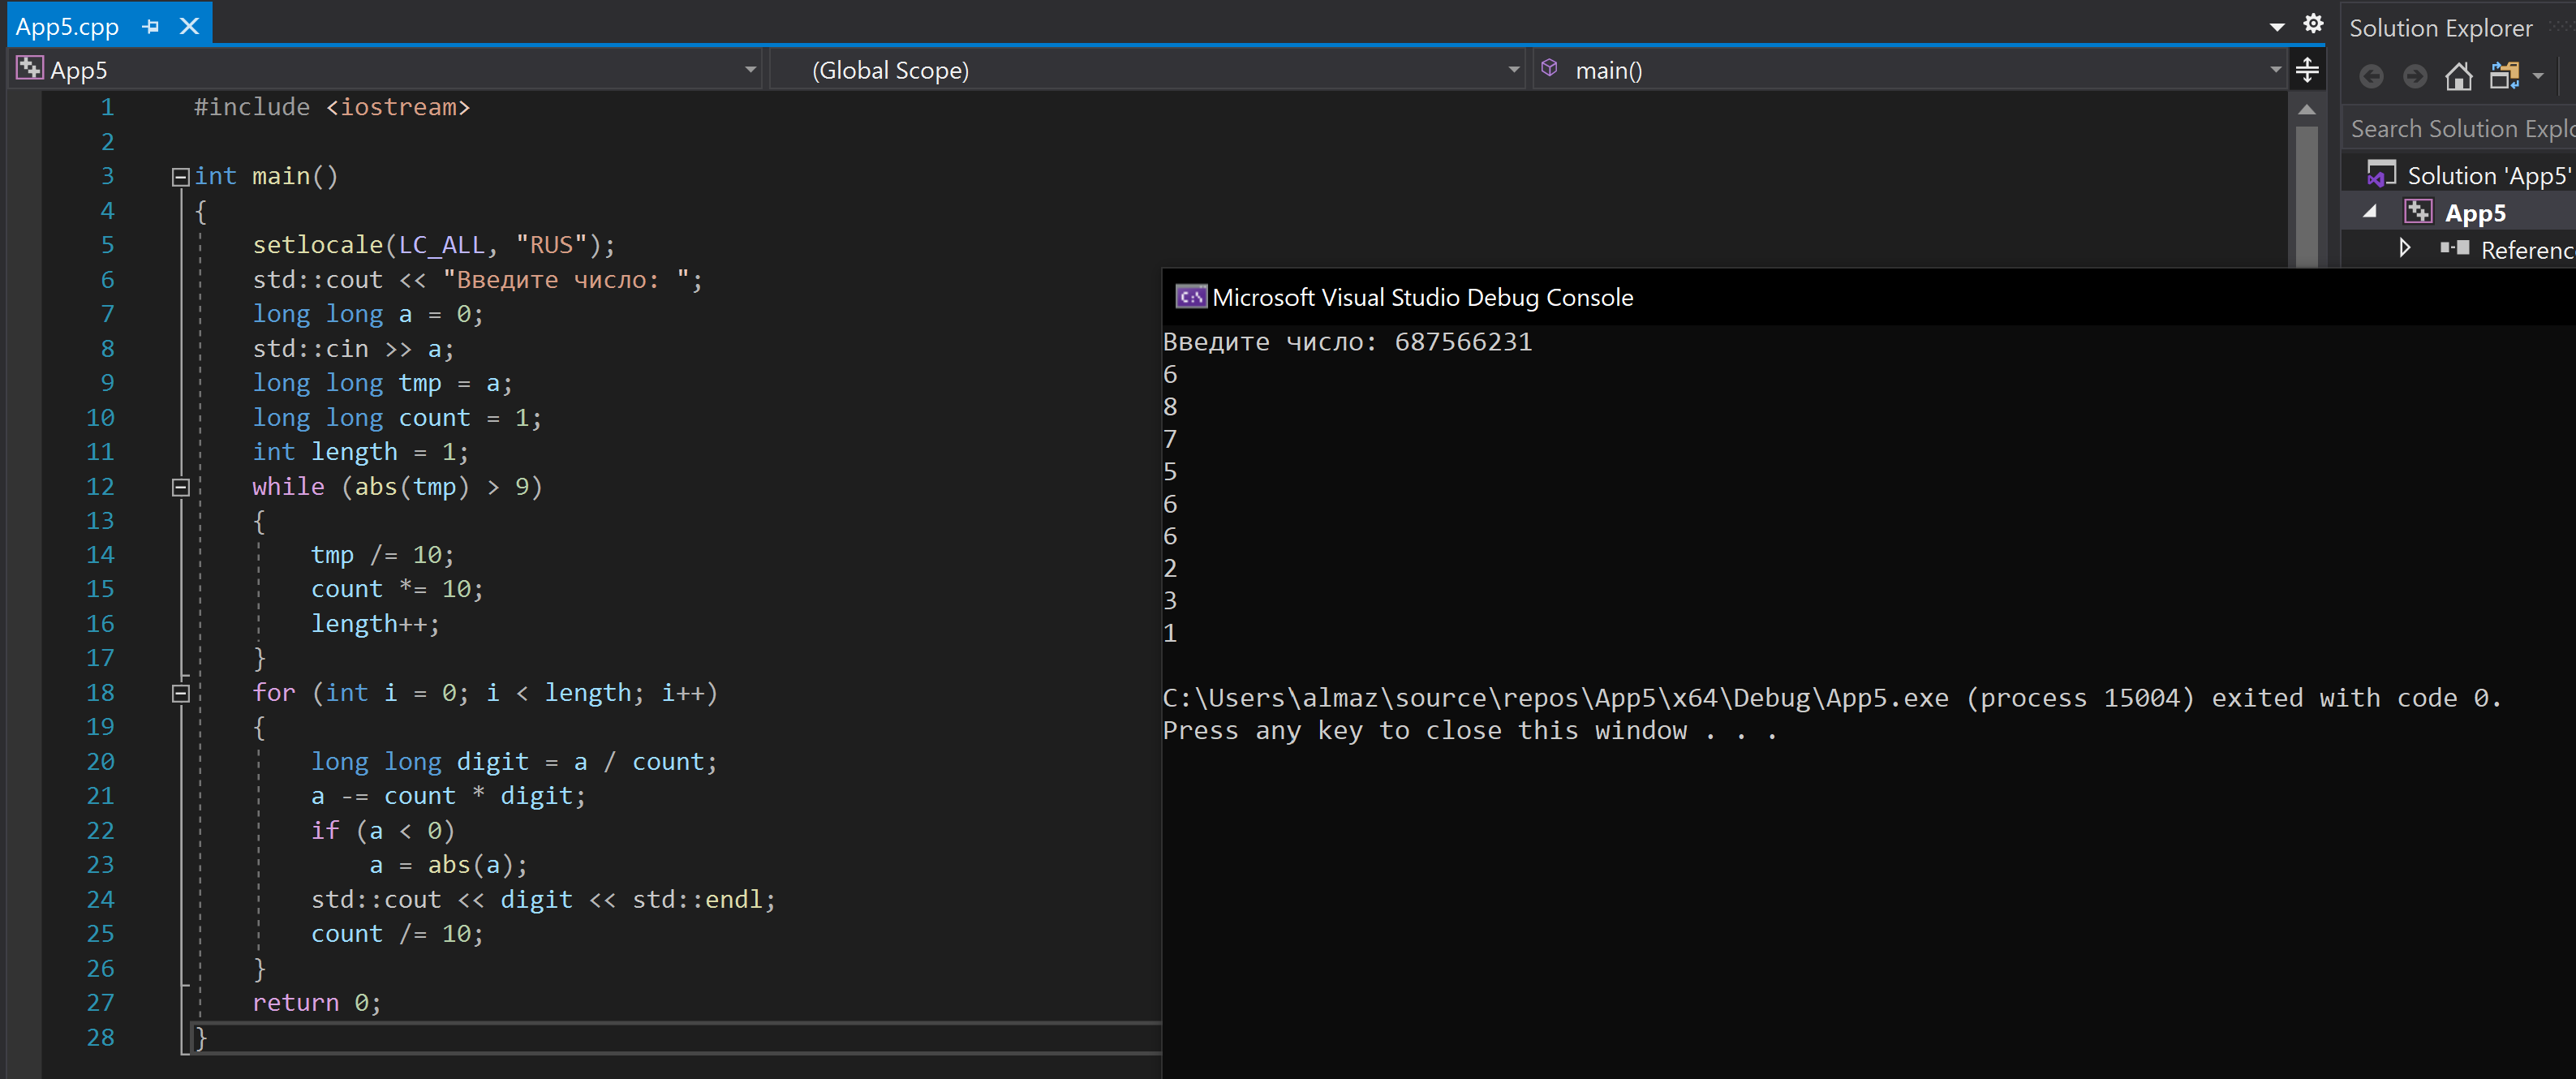 App5.cpp
Solution Explorer
App5
(Global Scope)
main()
Search Solution Explo
1 #include <iostream>
2
3 int main()
4 {
5 setlocale(LC_ALL, "RUS");
6 std::cout << "Введите число: ";
7 long long a = 0;
8 std::cin >> a;
9 long long tmp = a;
10 long long count = 1;
11 int length = 1;
12 while (abs(tmp) > 9)
13 {
14 tmp /= 10;
15 count *= 10;
16 length++;
17 }
18 for (int i = 0; i < length; i++)
19 {
20 long long digit = a / count;
21 a -= count * digit;
22 if (a < 0)
23 a = abs(a);
24 std::cout << digit << std::endl;
25 count /= 10;
26 }
27 return 0;
28 }
Solution 'App5'
App5
Referenc
C:\ Microsoft Visual Studio Debug Console
Введите число: 687566231
6
8
7
5
6
6
2
3
1
C:\Users\almaz\source\repos\App5\x64\Debug\App5.exe (process 15004) exited with code 0.
Press any key to close this window . . .